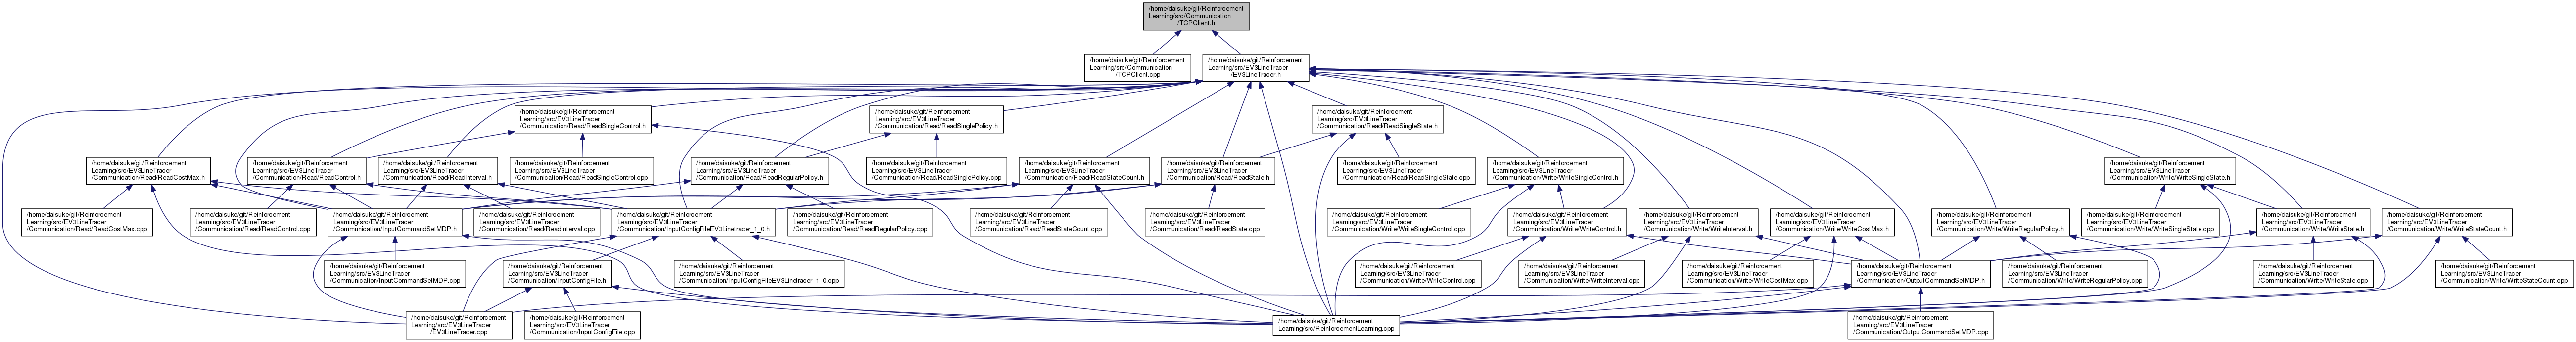 /home/daisuke/git/Reinforcement
Learning/src/Communication
/TCPClient.h
/home/daisuke/git/Reinforcement
Learning/src/Communication
/TCPClient.cpp
/home/daisuke/git/Reinforcement
Learning/src/EV3LineTracer
/EV3LineTracer.h
/home/daisuke/git/Reinforcement
Learning/src/EV3LineTracer
/Communication/Read/ReadSingleControl.h
/home/daisuke/git/Reinforcement
Learning/src/EV3LineTracer
/Communication/Read/ReadSinglePolicy.h
/home/daisuke/git/Reinforcement
Learning/src/EV3LineTracer
/Communication/Read/ReadSingleState.h
/home/daisuke/git/Reinforcement
Learning/src/EV3LineTracer
/Communication/Read/ReadCostMax.h
/home/daisuke/git/Reinforcement
Learning/src/EV3LineTracer
/Communication/Read/ReadControl.h
/home/daisuke/git/Reinforcement
Learning/src/EV3LineTracer
/Communication/Read/ReadInterval.h
/home/daisuke/git/Reinforcement
Learning/src/EV3LineTracer
/Communication/Read/ReadSingleControl.cpp
/home/daisuke/git/Reinforcement
Learning/src/EV3LineTracer
/Communication/Read/ReadRegularPolicy.h
/home/daisuke/git/Reinforcement
Learning/src/EV3LineTracer
/Communication/Read/ReadSinglePolicy.cpp
/home/daisuke/git/Reinforcement
Learning/src/EV3LineTracer
/Communication/Read/ReadStateCount.h
/home/daisuke/git/Reinforcement
Learning/src/EV3LineTracer
/Communication/Read/ReadState.h
/home/daisuke/git/Reinforcement
Learning/src/EV3LineTracer
/Communication/Read/ReadSingleState.cpp
/home/daisuke/git/Reinforcement
Learning/src/EV3LineTracer
/Communication/Write/WriteSingleControl.h
/home/daisuke/git/Reinforcement
Learning/src/EV3LineTracer
/Communication/Write/WriteSingleState.h
/home/daisuke/git/Reinforcement
Learning/src/EV3LineTracer
/Communication/Read/ReadCostMax.cpp
/home/daisuke/git/Reinforcement
Learning/src/EV3LineTracer
/Communication/Read/ReadControl.cpp
/home/daisuke/git/Reinforcement
Learning/src/EV3LineTracer
/Communication/InputCommandSetMDP.h
/home/daisuke/git/Reinforcement
Learning/src/EV3LineTracer
/Communication/Read/ReadInterval.cpp
/home/daisuke/git/Reinforcement
Learning/src/EV3LineTracer
/Communication/InputConfigFileEV3Linetracer_1_0.h
/home/daisuke/git/Reinforcement
Learning/src/EV3LineTracer
/Communication/Read/ReadRegularPolicy.cpp
/home/daisuke/git/Reinforcement
Learning/src/EV3LineTracer
/Communication/Read/ReadStateCount.cpp
/home/daisuke/git/Reinforcement
Learning/src/EV3LineTracer
/Communication/Read/ReadState.cpp
/home/daisuke/git/Reinforcement
Learning/src/EV3LineTracer
/Communication/Write/WriteSingleControl.cpp
/home/daisuke/git/Reinforcement
Learning/src/EV3LineTracer
/Communication/Write/WriteControl.h
/home/daisuke/git/Reinforcement
Learning/src/EV3LineTracer
/Communication/Write/WriteInterval.h
/home/daisuke/git/Reinforcement
Learning/src/EV3LineTracer
/Communication/Write/WriteCostMax.h
/home/daisuke/git/Reinforcement
Learning/src/EV3LineTracer
/Communication/Write/WriteRegularPolicy.h
/home/daisuke/git/Reinforcement
Learning/src/EV3LineTracer
/Communication/Write/WriteSingleState.cpp
/home/daisuke/git/Reinforcement
Learning/src/EV3LineTracer
/Communication/Write/WriteState.h
/home/daisuke/git/Reinforcement
Learning/src/EV3LineTracer
/Communication/Write/WriteStateCount.h
/home/daisuke/git/Reinforcement
Learning/src/EV3LineTracer
/Communication/InputCommandSetMDP.cpp
/home/daisuke/git/Reinforcement
Learning/src/EV3LineTracer
/Communication/InputConfigFile.h
/home/daisuke/git/Reinforcement
Learning/src/EV3LineTracer
/Communication/InputConfigFileEV3Linetracer_1_0.cpp
/home/daisuke/git/Reinforcement
Learning/src/EV3LineTracer
/Communication/Write/WriteControl.cpp
/home/daisuke/git/Reinforcement
Learning/src/EV3LineTracer
/Communication/Write/WriteInterval.cpp
/home/daisuke/git/Reinforcement
Learning/src/EV3LineTracer
/Communication/Write/WriteCostMax.cpp
/home/daisuke/git/Reinforcement
Learning/src/EV3LineTracer
/Communication/OutputCommandSetMDP.h
/home/daisuke/git/Reinforcement
Learning/src/EV3LineTracer
/Communication/Write/WriteRegularPolicy.cpp
/home/daisuke/git/Reinforcement
Learning/src/EV3LineTracer
/Communication/Write/WriteState.cpp
/home/daisuke/git/Reinforcement
Learning/src/EV3LineTracer
/Communication/Write/WriteStateCount.cpp
/home/daisuke/git/Reinforcement
Learning/src/EV3LineTracer
/EV3LineTracer.cpp
/home/daisuke/git/Reinforcement
Learning/src/EV3LineTracer
/Communication/InputConfigFile.cpp
/home/daisuke/git/Reinforcement
Learning/src/ReinforcementLearning.cpp
/home/daisuke/git/Reinforcement
Learning/src/EV3LineTracer
/Communication/OutputCommandSetMDP.cpp